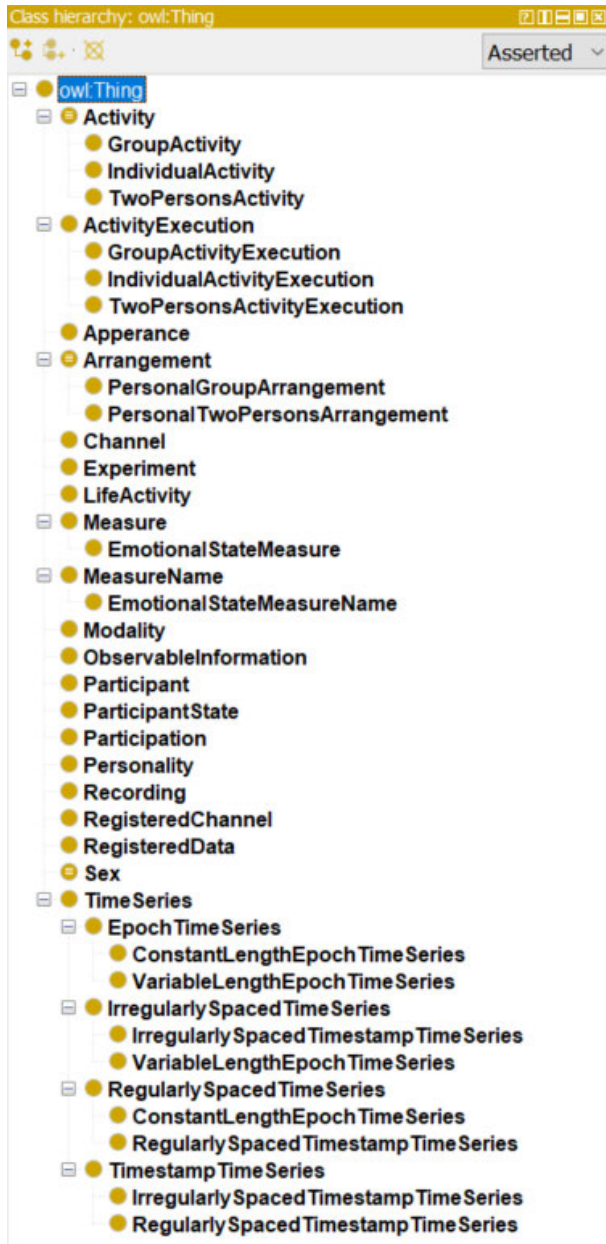 Class hierarchy: owl:Thing
Asserted
owl:Thing
Activity
GroupActivity
IndividualActivity
TwoPersonsActivity
ActivityExecution
GroupActivityExecution
IndividualActivityExecution
TwoPersonsActivityExecution
Apperance
Arrangement
PersonalGroupArrangement
PersonalTwoPersonsArrangement
Channel
Experiment
LifeActivity
Measure
EmotionalStateMeasure
MeasureName
EmotionalStateMeasureName
Modality
ObservableInformation
Participant
ParticipantState
Participation
Personality
Recording
RegisteredChannel
RegisteredData
Sex
TimeSeries
EpochTimeSeries
ConstantLengthEpochTimeSeries
VariableLengthEpochTimeSeries
IrregularlySpacedTimeSeries
IrregularlySpacedTimestampTimeSeries
VariableLengthEpochTimeSeries
RegularlySpacedTimeSeries
ConstantLengthEpochTimeSeries
RegularlySpacedTimestampTimeSeries
TimestampTimeSeries
IrregularlySpacedTimestampTimeSeries
RegularlySpacedTimestampTimeSeries